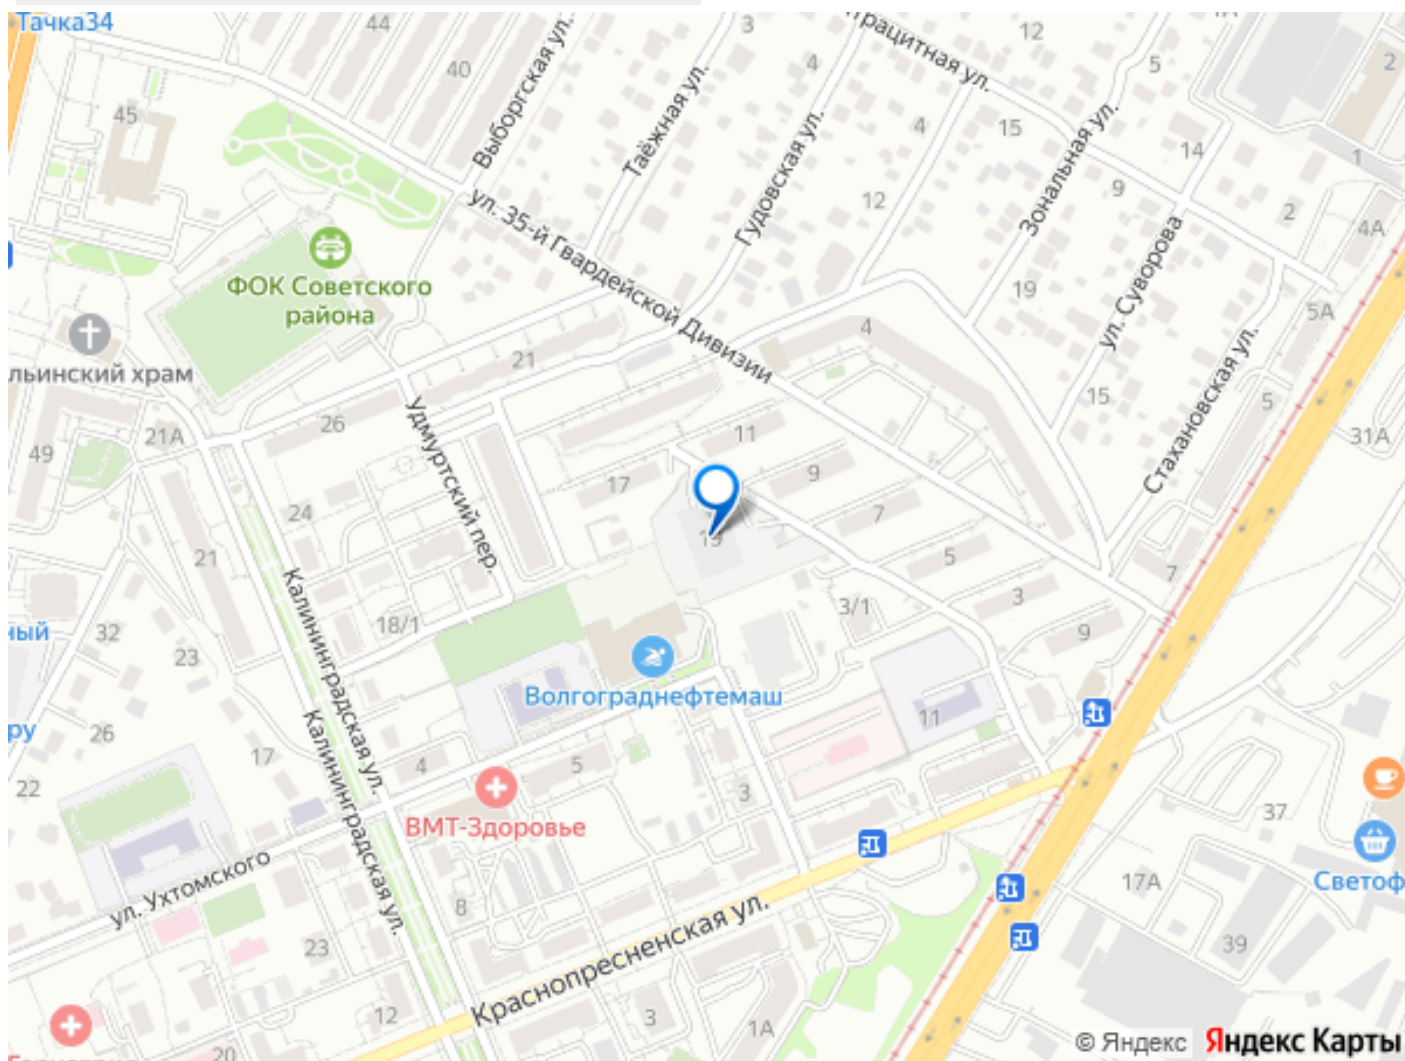 Тачка34
44
3
12
1А
40
4
5
2
Выборгская ул.
Таёжная ул.
Гудовская ул.
Зональная ул.
45
4
15
14
1
9
12
2
4А
ул. 35-й Гвардейской Дивизии
ул. Суворова
ФОК Советского
района
19
5А
4
льинский храм
21
15
5
Стахановская ул.
26
21А
49
Удмуртский пер.
11
31А
17
9
24
7
21
5
7
Калининградская ул.
3
3/1
18/1
9
ный
32
23
Волгограднефтемаш
11
Калининградская ул.
ру
26
17
4
5
22
3
37
ВМТ-Здоровье
ул. Ухтомского
17А
Светоф
8
23
Краснопресненская ул.
39
12
3
1А
20
© Яндекс Яндекс Карты